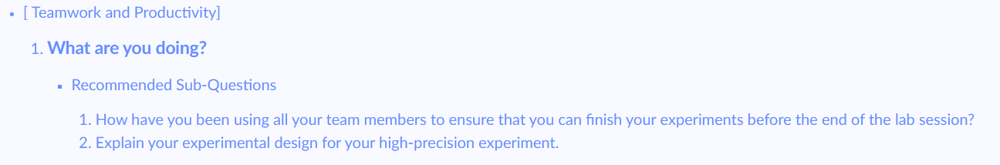 [ Teamwork and Productivity]
1. What are you doing?
Recommended Sub-Questions
1. How have you been using all your team members to ensure that you can finish your experiments before the end of the lab session?
2. Explain your experimental design for your high-precision experiment.